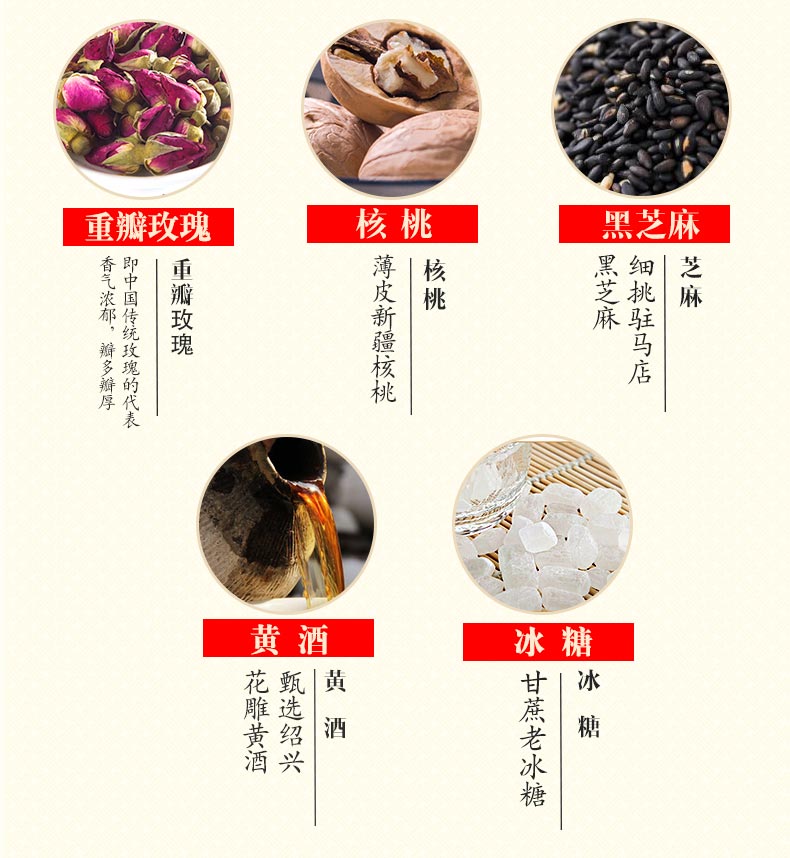 重瓣玫瑰
重瓣玫瑰
即中国传统玫瑰的代表
香气浓郁，瓣多瓣厚
核桃
核桃
薄皮新疆核桃
黑芝麻
芝麻
细挑驻马店
黑芝麻
黄酒
黄酒
甄选绍兴
花雕黄酒
冰糖
冰糖
甘蔗老冰糖